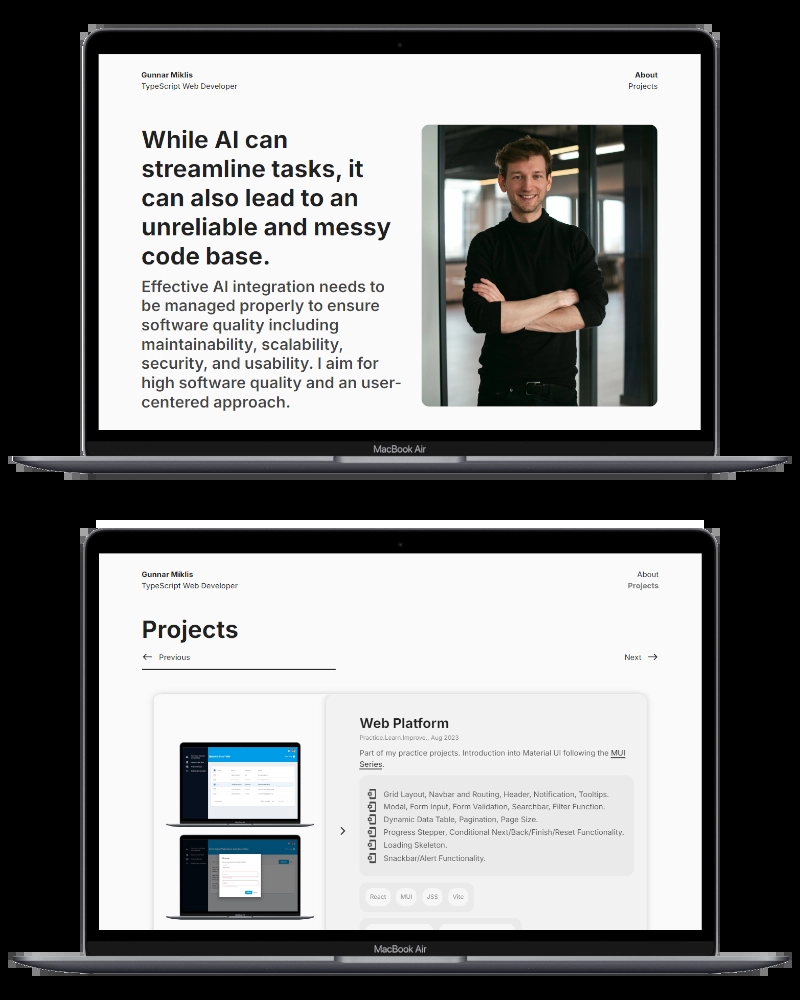 Gunnar Miklis
About
TypeScript Web Developer
Projects
While AI can
streamline tasks, it
can also lead to an
unreliable and messy
code base.
Effective AI integration needs to
be managed properly to ensure
software quality including
maintainability, scalability,
security, and usability. I aim for
high software quality and an user-
centered approach.
MacBook Air
Gunnar Miklis
About
TypeScript Web Developer
Projects
Projects
Previous
Next
Web Platform
Practice.Learn.Improve., Aug 2023
Part of my practice projects. Introduction into Material UI following the MUI
Series.
Grid Layout, Navbar and Routing, Header, Notification, Tooltips.
Modal, Form Input, Form Validation, Searchbar, Filter Function.
Dynamic Data Table, Pagination, Page Size.
Progress Stepper, Conditional Next/Back/Finish/Reset Functionality.
Loading Skeleton.
Snackbar/Alert Functionality.
React MUI JSS Vite
MacBook Air